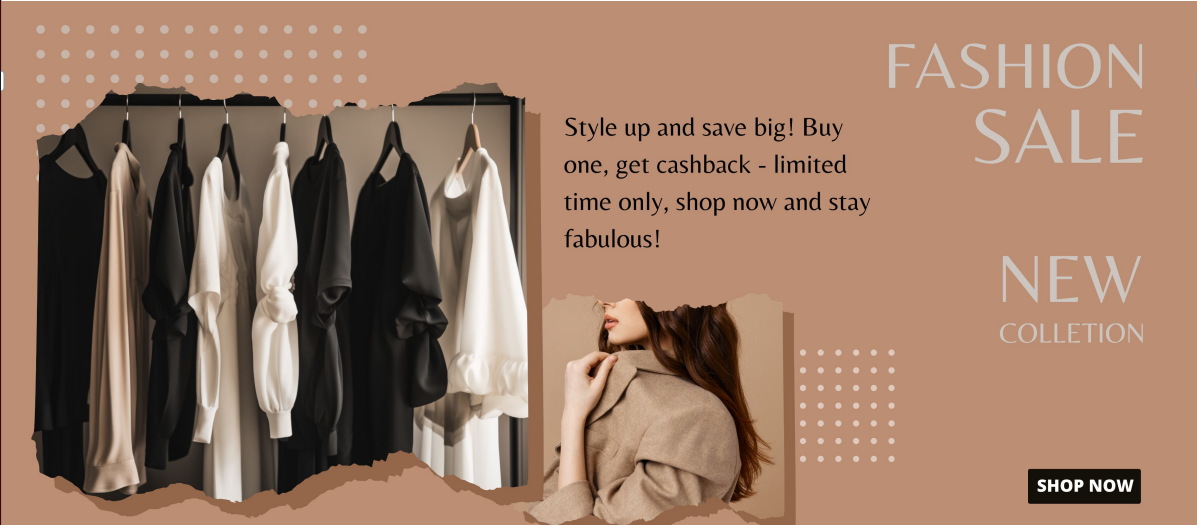 FASHION
SALE
Style up and save big! Buy
one, get cashback - limited
time only, shop now and stay
fabulous!
NEW
COLLETION
SHOP NOW